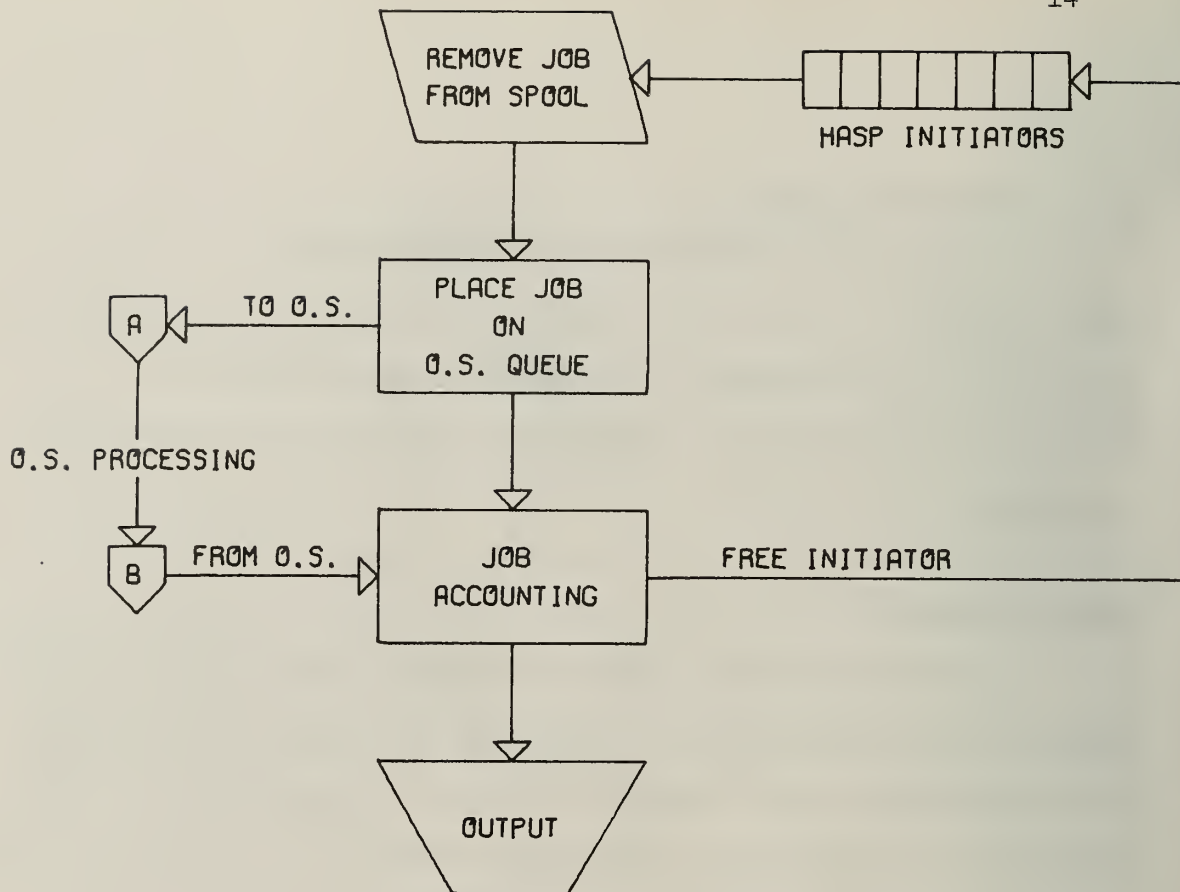 14
REMOVE JOB
FROM SPOOL
HASP INITIATORS
PLACE JOB
ON
O.S. QUEUE
TO O.S.
A
O.S. PROCESSING
B
FROM O.S.
JOB
ACCOUNTING
FREE INITIATOR
OUTPUT